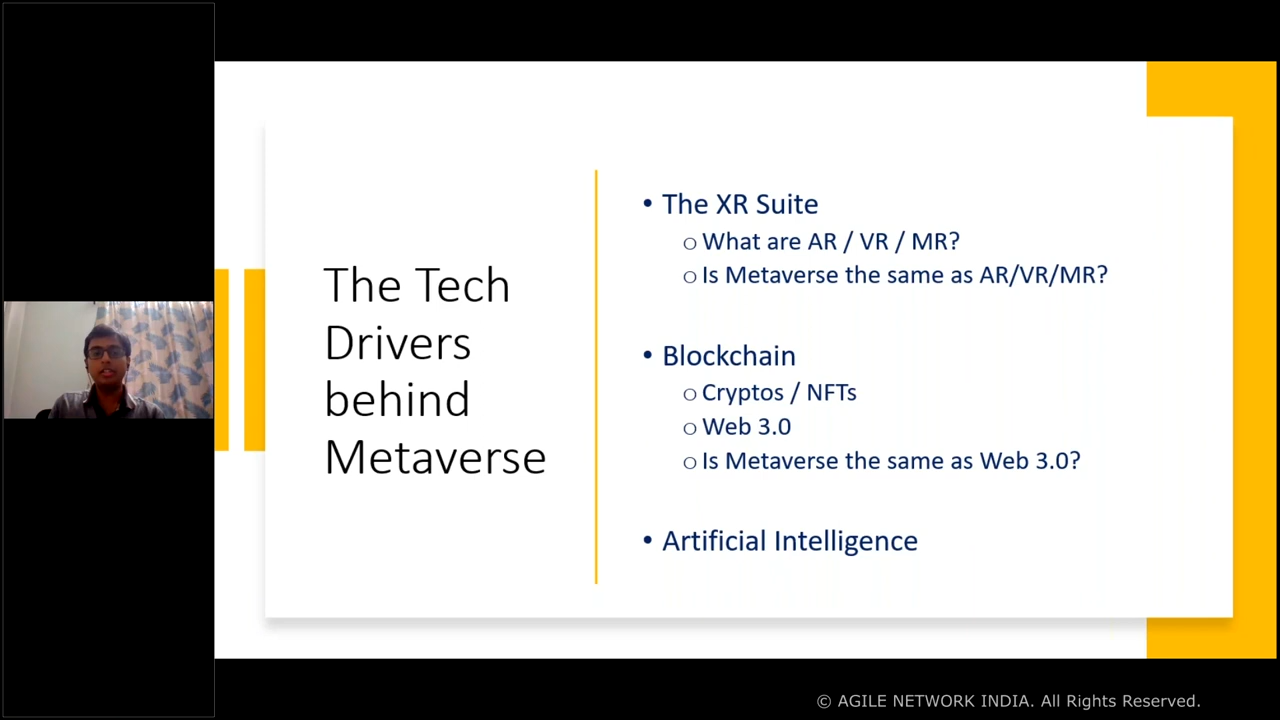 The Tech
Drivers
behind
Metaverse
• The XR Suite
o What are AR / VR / MR?
o Is Metaverse the same as AR/VR/MR?
• Blockchain
o Cryptos / NFTs
o Web 3.0
o Is Metaverse the same as Web 3.0?
• Artificial Intelligence
© AGILE NETWORK INDIA. All Rights Reserved.